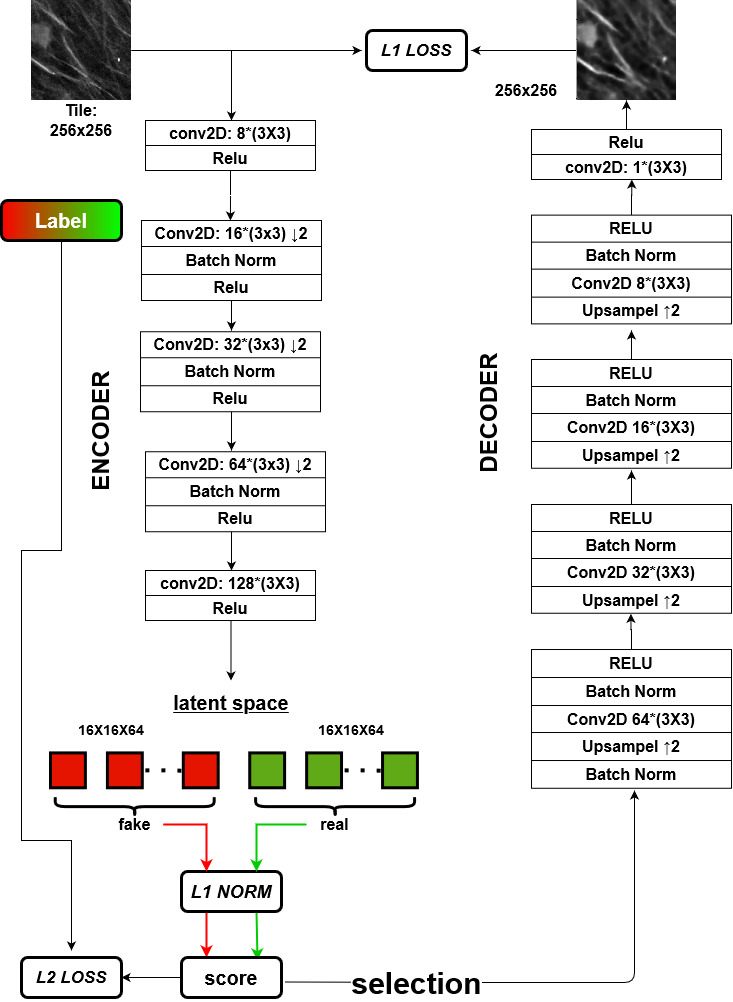 Tile:
256x256
L1 LOSS
256x256
conv2D: 8*(3X3)
Relu
Label
Conv2D: 16*(3x3) ↓2
Batch Norm
Relu
Conv2D: 32*(3x3) ↓2
Batch Norm
Relu
ENCODER
Conv2D: 64*(3x3) ↓2
Batch Norm
Relu
conv2D: 128*(3X3)
Relu
latent space
16X16X64
16X16X64
fake
real
L1 NORM
score
L2 LOSS
selection
Relu
conv2D: 1*(3X3)
RELU
Batch Norm
Conv2D 8*(3X3)
Upsampel ↑2
DECODER
RELU
Batch Norm
Conv2D 16*(3X3)
Upsampel ↑2
RELU
Batch Norm
Conv2D 32*(3X3)
Upsampel ↑2
RELU
Batch Norm
Conv2D 64*(3X3)
Upsampel ↑2
Batch Norm